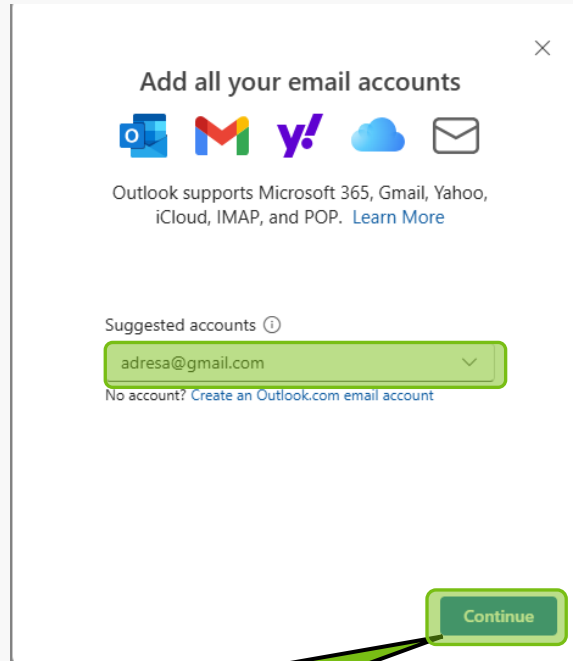 Add all your email accounts
Outlook supports Microsoft 365, Gmail, Yahoo,
iCloud, IMAP, and POP. Learn More
Suggested accounts
adresa@gmail.com
No account? Create an Outlook.com email account
Continue